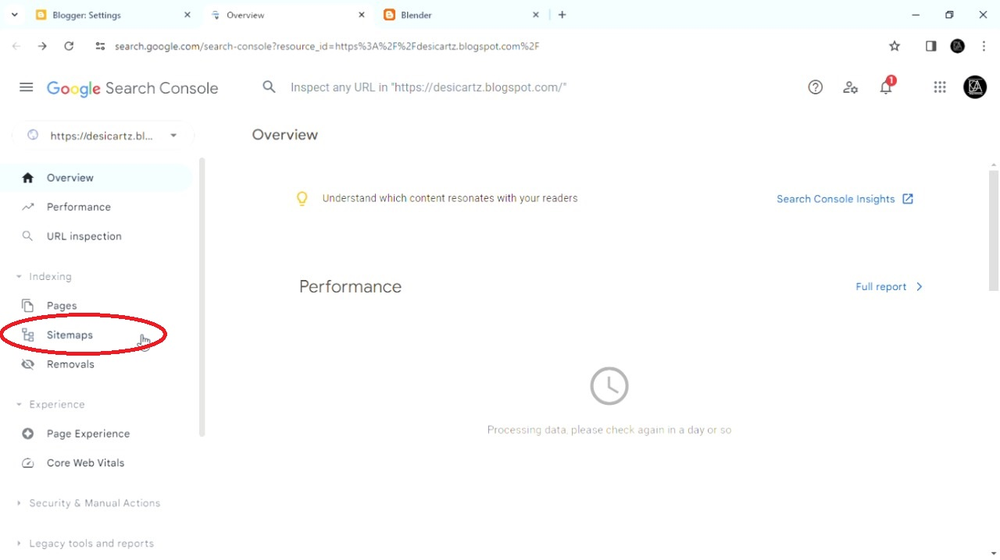 Blogger: Settings
Overview
Blender
search.google.com/search-console?resource_id=https%3A%2F%2Fdesicartz.blogspot.com%2F
Google Search Console
Inspect any URL in "https://desicartz.blogspot.com/"
1
https://desicartz.bl...
Overview
Overview
Performance
URL inspection
Indexing
Pages
Sitemaps
Removals
Experience
Page Experience
Core Web Vitals
Security & Manual Actions
Legacy tools and reports
Understand which content resonates with your readers
Search Console Insights
Performance
Full report
Processing data, please check again in a day or so